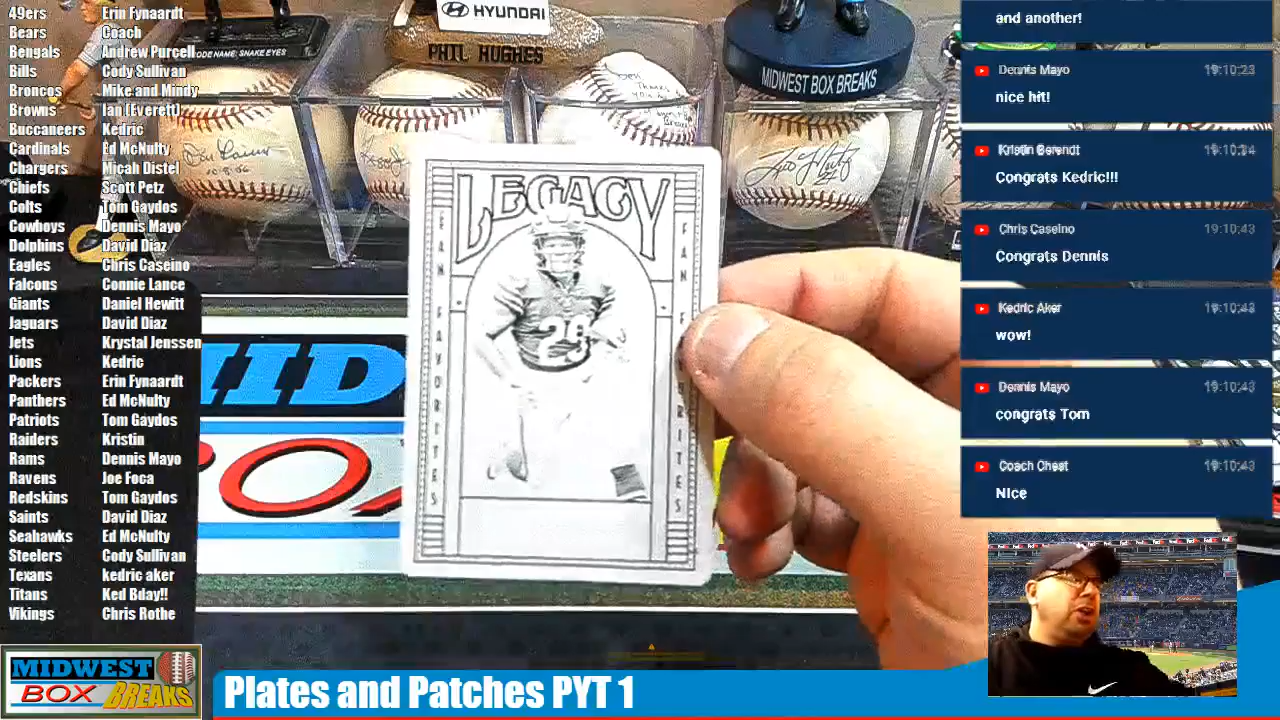 49ers Erin Fynaardt
Bears Coach
Bengals Andrew Purcell
Bills Cody Sullivan
Broncos Mike and Mindy
Browns Ian (Everett)
Buccaneers Kedric
Cardinals Ed McNulty
Chargers Micah Distel
Chiefs Scott Petz
Colts Tom Gaydos
Cowboys Dennis Mayo
Dolphins David Diaz
Eagles Chris Caseino
Falcons Connie Lance
Giants Daniel Hewitt
Jaguars David Diaz
Jets Krystal Jenssen
Lions Kedric
Packers Erin Fynaardt
Panthers Ed McNulty
Patriots Tom Gaydos
Raiders Kristin
Rams Dennis Mayo
Ravens Joe Foca
Redskins Tom Gaydos
Saints David Diaz
Seahawks Ed McNulty
Steelers Cody Sullivan
Texans kedric aker
Titans Ked Bday!!
Vikings Chris Rothe
CODE NAME: SNAKE EYES
HYUNDAI
PHIL HUGHES
MIDWEST BOX BREAKS
LEGACY
FAN FAVORITES
FAN FAVORITES
28
MID
and another!
Dennis Mayo 19:10:23
nice hit!
Kristin Berendt 19:10:34
Congrats Kedric!!!
Chris Caseino 19:10:43
Congrats Dennis
Kedric Aker 19:10:43
wow!
Dennis Mayo 19:10:43
congrats Tom
Coach Cheat 19:10:43
Nice
MIDWEST
BOX BREAKS
Plates and Patches PYT 1